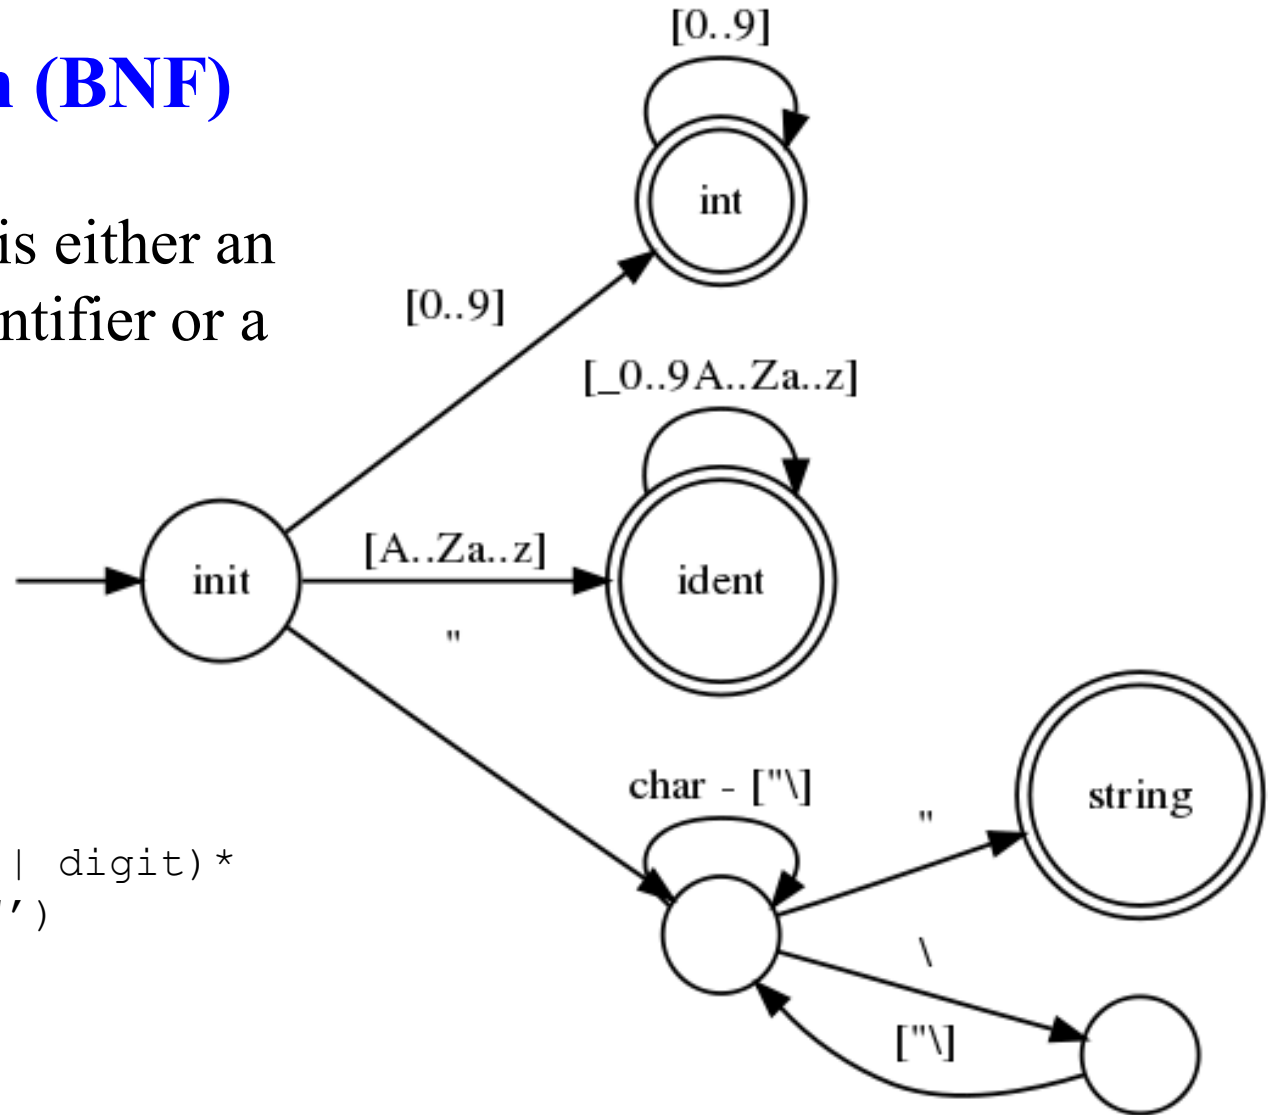 (BNF)
[0..9]
int
is either an
[0..9]
or a
[_0..9A..Za..z]
[A..Za..z]
init
ident
"
char - ["\]
"
string
| digit)*
')
\
["\]